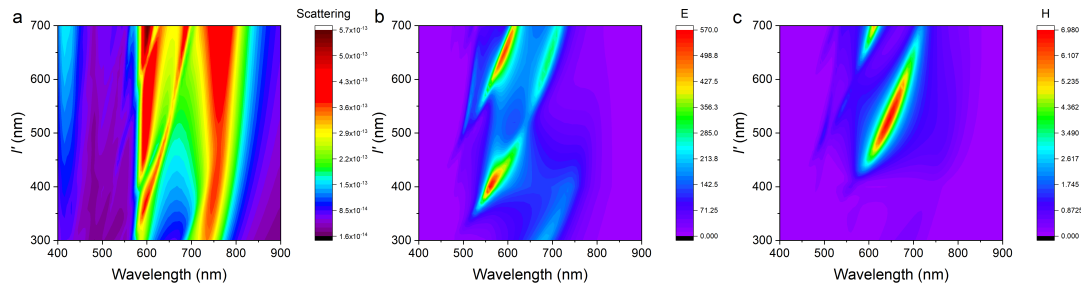 a
Scattering
l′ (nm)
700
600
500
400
300
400 500 600 700 800 900
Wavelength (nm)
5.7x10⁻¹³
5.0x10⁻¹³
4.3x10⁻¹³
3.6x10⁻¹³
2.9x10⁻¹³
2.2x10⁻¹³
1.5x10⁻¹³
8.5x10⁻¹⁴
1.6x10⁻¹⁴
b
E
l′ (nm)
700
600
500
400
300
400 500 600 700 800 900
Wavelength (nm)
570.0
498.8
427.5
356.3
285.0
213.8
142.5
71.25
0.000
c
H
l′ (nm)
700
600
500
400
300
400 500 600 700 800 900
Wavelength (nm)
6.980
6.107
5.235
4.362
3.490
2.617
1.745
0.8725
0.000